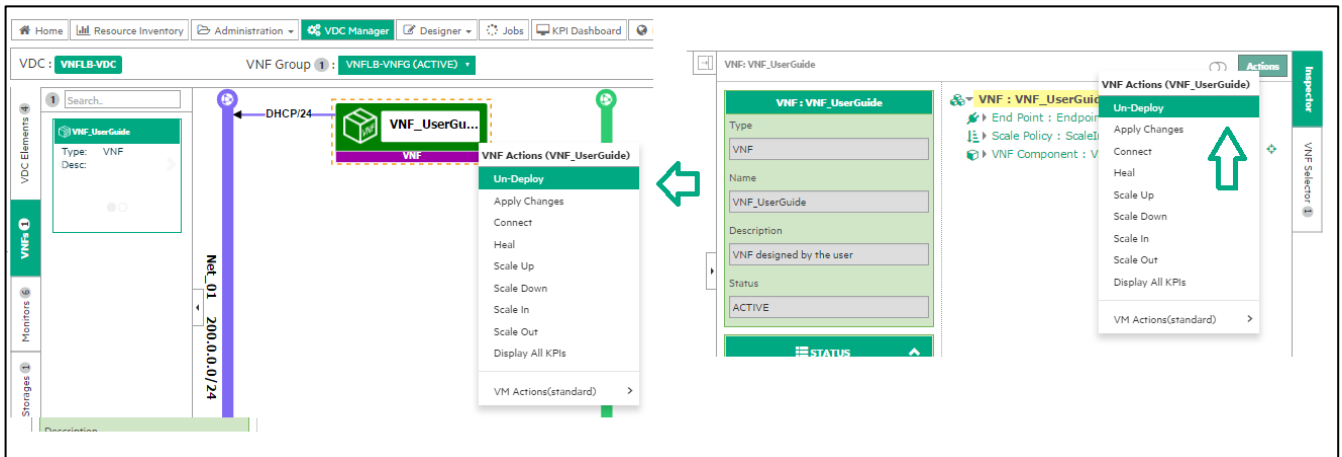 Home Resource Inventory Administration VDC Manager Designer Jobs KPI Dashboard
VDC : VNFLB-VDC VNF Group 1 : VNFLB-VNFG (ACTIVE)
VDC Elements 4
VNFs 1
Monitors 6
Storages 1
1 Search..
VNF_UserGuide
Type: VNF
Desc:
Description
DHCP/24
VNF
VNF_UserGu...
VNF
Net_01 200.0.0.0/24
VNF Actions (VNF_UserGuide)
Un-Deploy
Apply Changes
Connect
Heal
Scale Up
Scale Down
Scale In
Scale Out
Display All KPIs
VM Actions(standard) >
VNF: VNF_UserGuide
Actions
VNF : VNF_UserGuide
Type
VNF
Name
VNF_UserGuide
Description
VNF designed by the user
Status
ACTIVE
STATUS
VNF : VNF_UserGuid
End Point : Endpoin
Scale Policy : ScaleI
VNF Component : V
VNF Actions (VNF_UserGuide)
Un-Deploy
Apply Changes
Connect
Heal
Scale Up
Scale Down
Scale In
Scale Out
Display All KPIs
VM Actions(standard) >
Inspector
VNF Selector 1